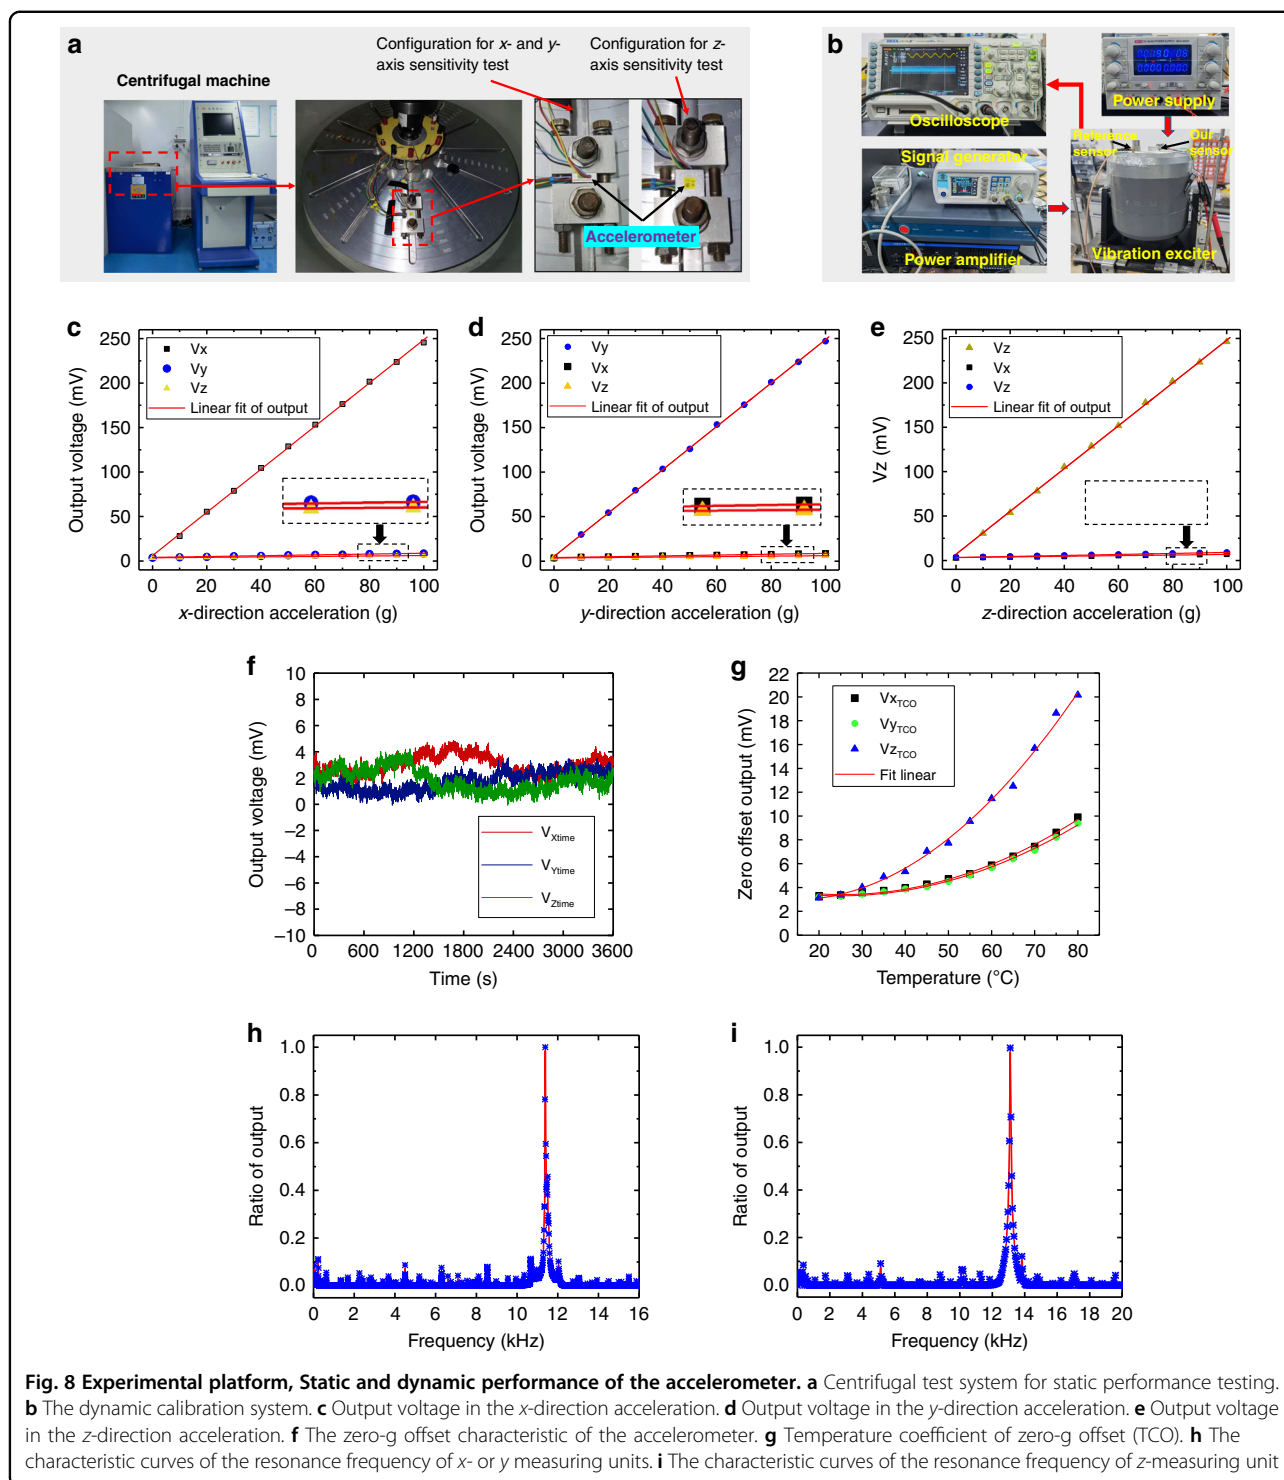 a
Configuration for x- and y-
axis sensitivity test
Configuration for z-
axis sensitivity test
Centrifugal machine
Accelerometer
b
Oscilloscope
Power supply
Signal generator
Reference
sensor
Our
sensor
Power amplifier
Vibration exciter
c
Output voltage (mV)
250
200
150
100
50
0
Vx
Vy
Vz
Linear fit of output
0 20 40 60 80 100
x-direction acceleration (g)
d
Output voltage (mV)
250
200
150
100
50
0
Vy
Vx
Vz
Linear fit of output
0 20 40 60 80 100
y-direction acceleration (g)
e
Vz (mV)
250
200
150
100
50
0
Vz
Vx
Vz
Linear fit of output
0 20 40 60 80 100
z-direction acceleration (g)
f
Output voltage (mV)
10
8
6
4
2
0
−2
−4
−6
−8
−10
VXtime
VYtime
VZtime
0 600 1200 1800 2400 3000 3600
Time (s)
g
Zero offset output (mV)
22
20
18
16
14
12
10
8
6
4
2
0
VxTCO
VyTCO
VzTCO
Fit linear
20 30 40 50 60 70 80
Temperature (°C)
h
Ratio of output
1.0
0.8
0.6
0.4
0.2
0.0
0 2 4 6 8 10 12 14 16
Frequency (kHz)
i
Ratio of output
1.0
0.8
0.6
0.4
0.2
0.0
0 2 4 6 8 10 12 14 16 18 20
Frequency (kHz)
Fig. 8 Experimental platform, Static and dynamic performance of the accelerometer. a Centrifugal test system for static performance testing.
b The dynamic calibration system. c Output voltage in the x-direction acceleration. d Output voltage in the y-direction acceleration. e Output voltage
in the z-direction acceleration. f The zero-g offset characteristic of the accelerometer. g Temperature coefficient of zero-g offset (TCO). h The
characteristic curves of the resonance frequency of x- or y measuring units. i The characteristic curves of the resonance frequency of z-measuring unit